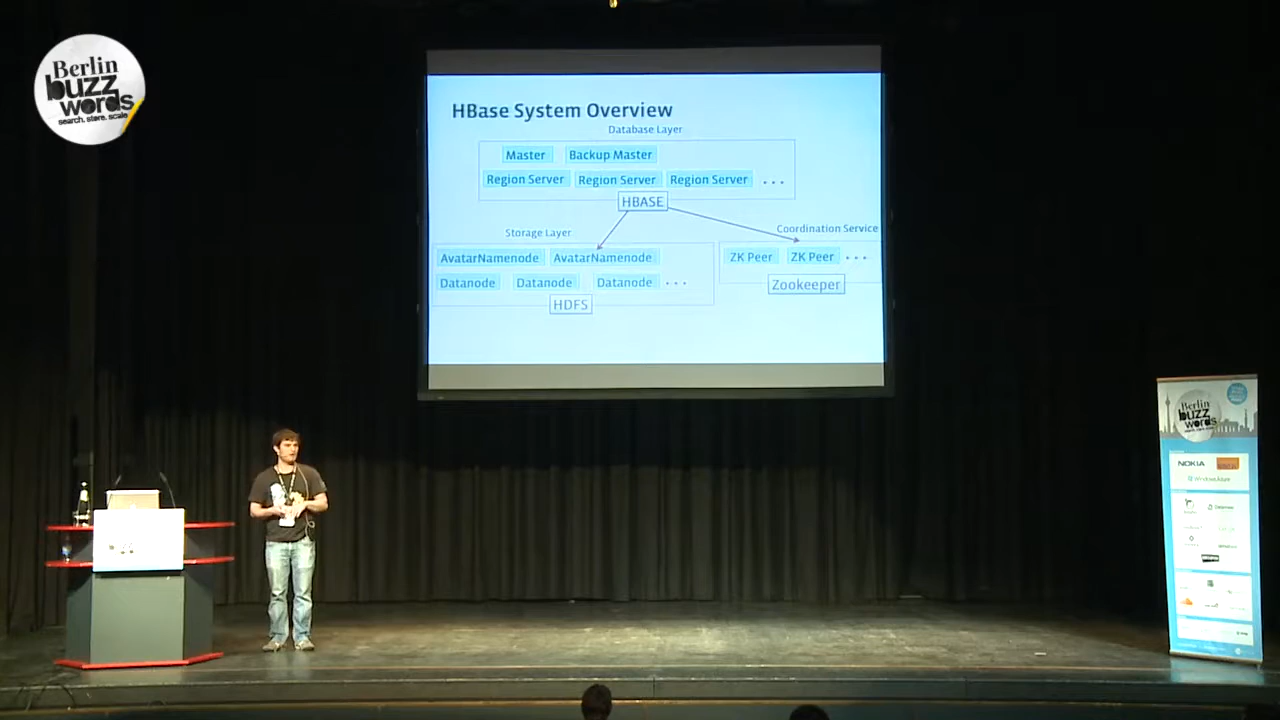 Berlin
buzz
words
search. store. scale
HBase System Overview
Database Layer
Master Backup Master
Region Server Region Server Region Server ...
HBASE
Storage Layer Coordination Service
AvatarNamenode AvatarNamenode ZK Peer ZK Peer ...
Datanode Datanode Datanode ... Zookeeper
HDFS
Berlin
buzz
words
NOKIA
WindowsAzure